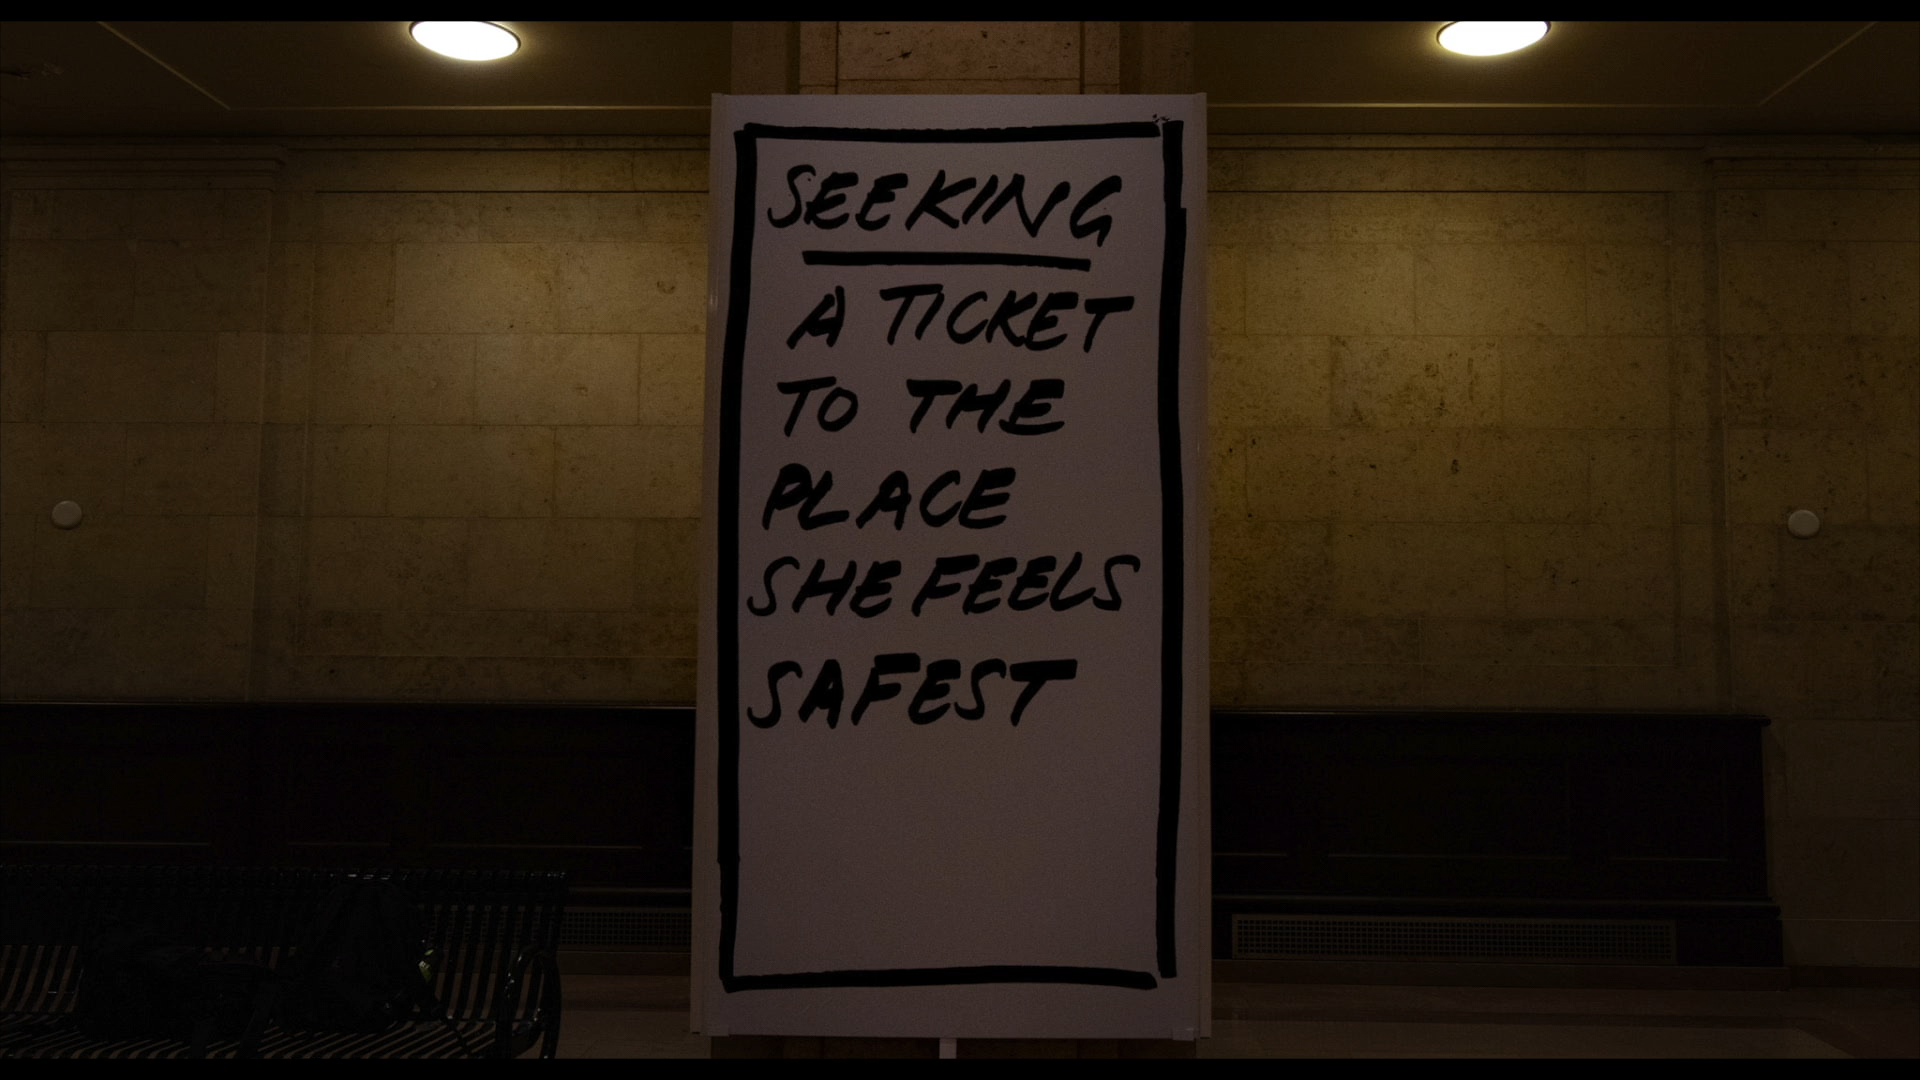 SEEKING
A TICKET
TO THE
PLACE
SHE FEELS
SAFEST